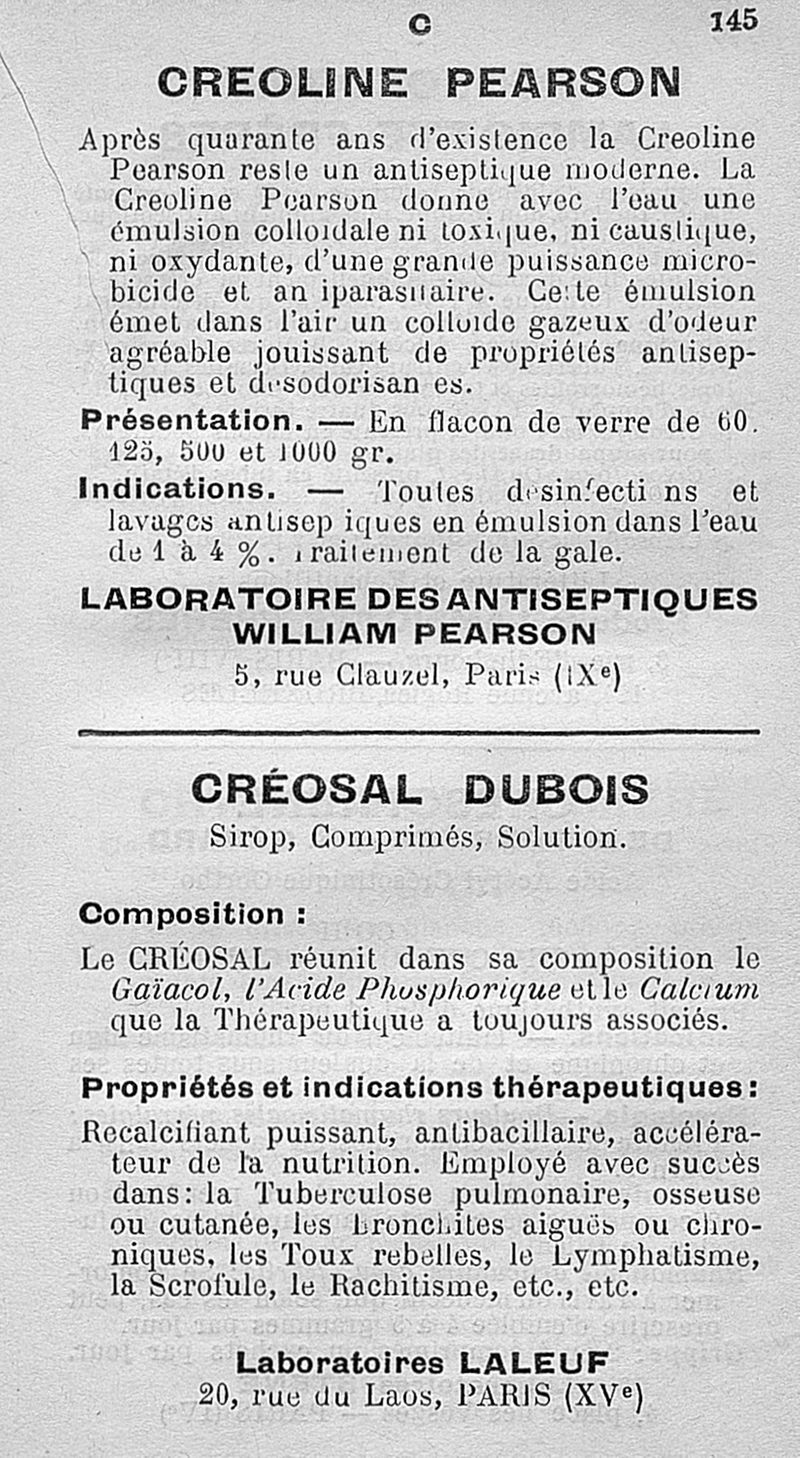 C 145
CREOLINE PEARSON
Après quarante ans d'existence la Creoline
Pearson reste un antiseptique moderne. La
Creoline Pearson donne avec l'eau une
émulsion colloidale ni toxique, ni caustique,
ni oxydante, d'une grande puissance micro-
bicide et an iparasitaire. Cette émulsion
émet dans l'air un colloide gazeux d'odeur
agréable jouissant de propriétés antisep-
tiques et desodorisan es.
Présentation. — En flacon de verre de 60.
125, 500 et 1000 gr.
Indications. — Toutes desinfecti ns et
lavages antisep iques en émulsion dans l'eau
de 1 à 4 %. Traitement de la gale.
LABORATOIRE DES ANTISEPTIQUES
WILLIAM PEARSON
5, rue Clauzel, Paris (IXe)
CRÉOSAL DUBOIS
Sirop, Comprimés, Solution.
Composition :
Le CRÉOSAL réunit dans sa composition le
Gaïacol, l'Acide Phosphorique et le Calcium
que la Thérapeutique a toujours associés.
Propriétés et indications thérapeutiques :
Recalcifiant puissant, antibacillaire, accéléra-
teur de la nutrition. Employé avec succès
dans : la Tuberculose pulmonaire, osseuse
ou cutanée, les Bronchites aiguës ou chro-
niques, les Toux rebelles, le Lymphatisme,
la Scrofule, le Rachitisme, etc., etc.
Laboratoires LALEUF
20, rue du Laos, PARIS (XVe)